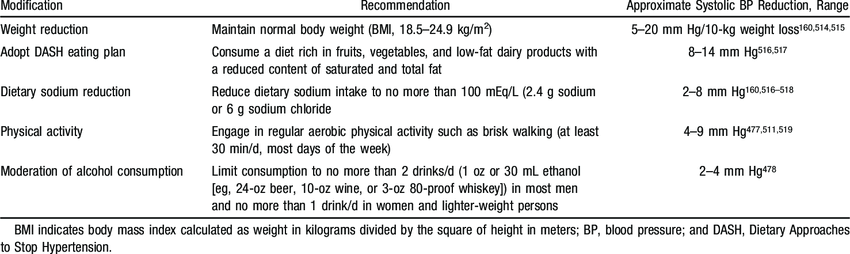 Modification Recommendation Approximate Systolic BP Reduction, Range
Weight reduction Maintain normal body weight (BMI, 18.5–24.9 kg/m2) 5–20 mm Hg/10-kg weight loss160,514,515
Adopt DASH eating plan Consume a diet rich in fruits, vegetables, and low-fat dairy products with 8–14 mm Hg516,517
a reduced content of saturated and total fat
Dietary sodium reduction Reduce dietary sodium intake to no more than 100 mEq/L (2.4 g sodium 2–8 mm Hg160,516–518
or 6 g sodium chloride
Physical activity Engage in regular aerobic physical activity such as brisk walking (at least 4–9 mm Hg477,511,519
30 min/d, most days of the week)
Moderation of alcohol consumption Limit consumption to no more than 2 drinks/d (1 oz or 30 mL ethanol 2–4 mm Hg478
[eg, 24-oz beer, 10-oz wine, or 3-oz 80-proof whiskey]) in most men
and no more than 1 drink/d in women and lighter-weight persons
BMI indicates body mass index calculated as weight in kilograms divided by the square of height in meters; BP, blood pressure; and DASH, Dietary Approaches
to Stop Hypertension.